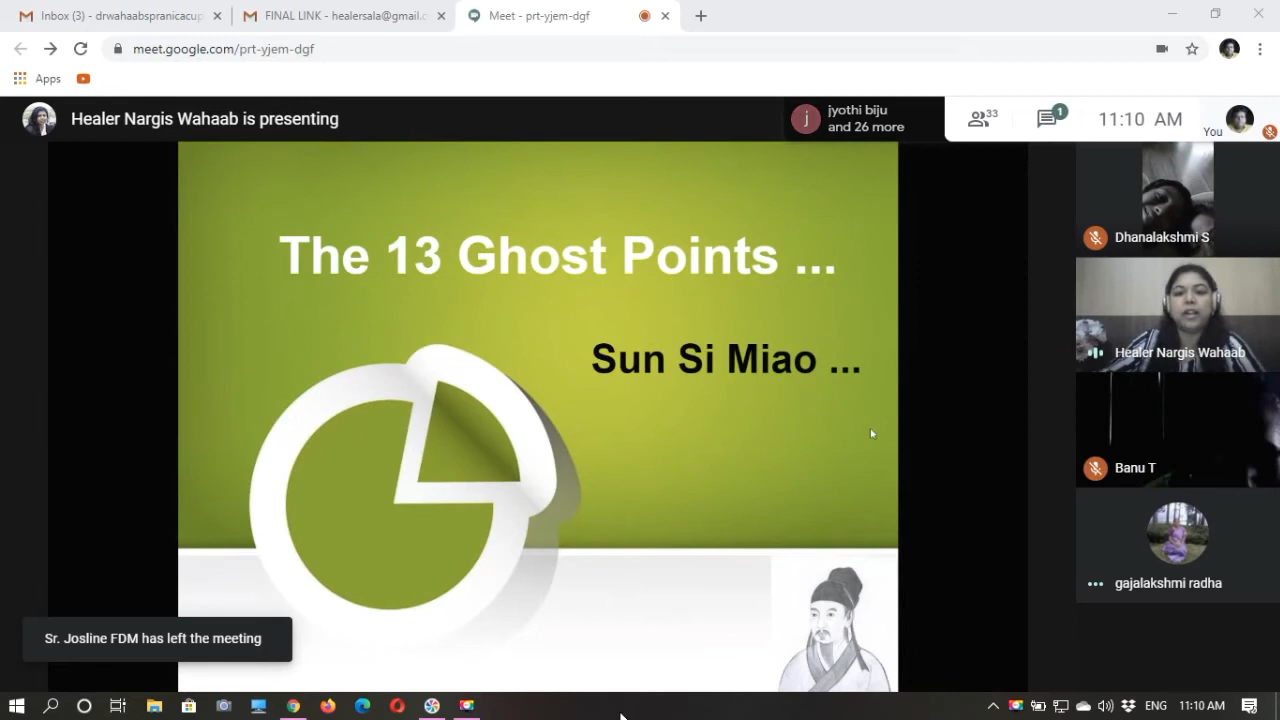 Inbox (3) - drwahaabspranicacup
FINAL LINK - healersala@gmail.c
Meet - prt-yjem-dgf
meet.google.com/prt-yjem-dgf
Apps
Healer Nargis Wahaab is presenting
j
jyothi biju
and 26 more
33
1
11:10 AM
You
The 13 Ghost Points ...
Sun Si Miao ...
Dhanalakshmi S
Healer Nargis Wahaab
Banu T
gajalakshmi radha
Sr. Josline FDM has left the meeting
ENG
11:10 AM